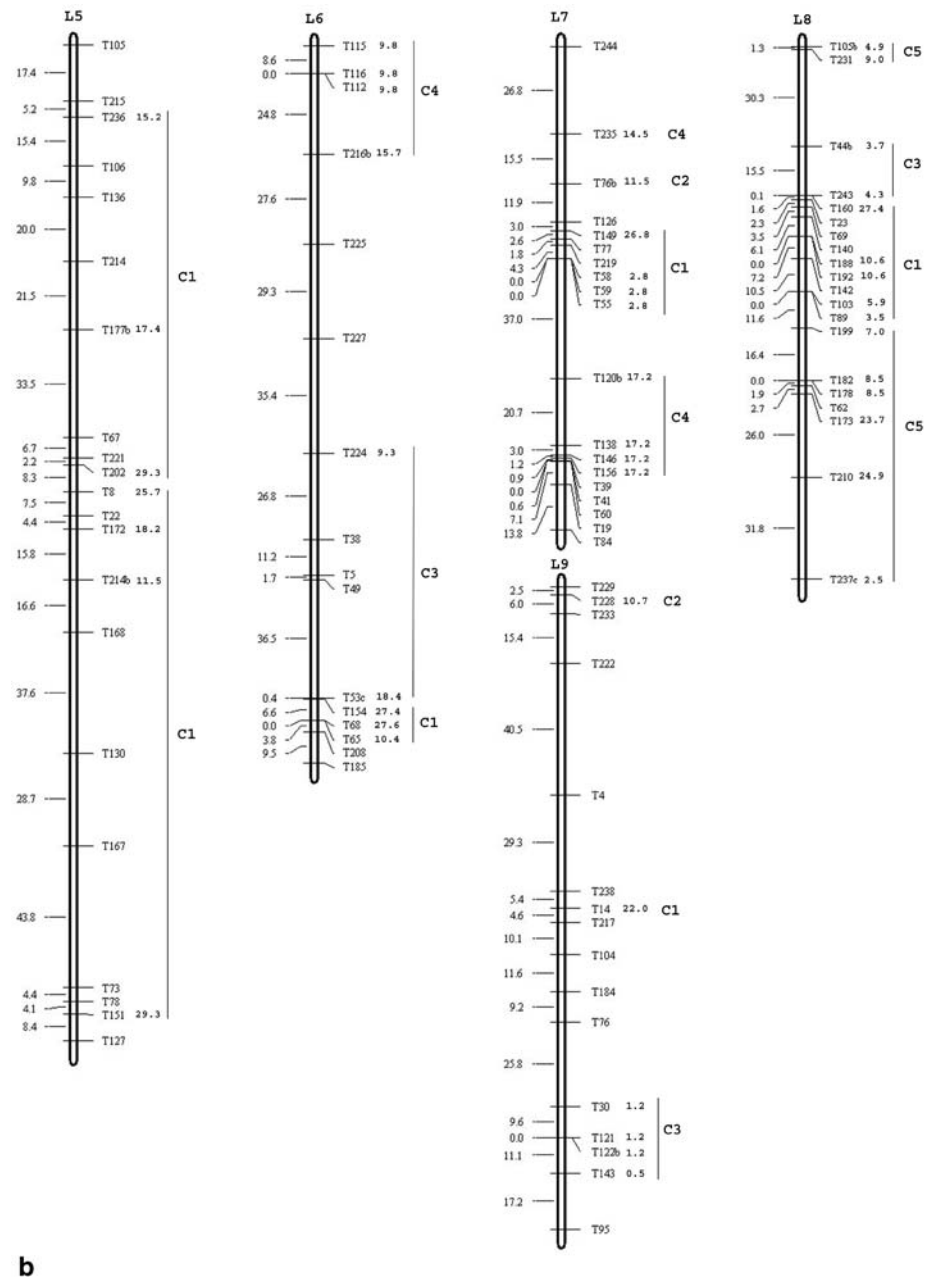 L5
T105
17.4
T215
5.2
T236 15.2
15.4
T106
9.8
T136
20.0
T214
C1
21.5
T177b 17.4
33.5
T67
6.7
T221
2.2
T202 29.3
8.3
T8 25.7
7.5
T22
4.4
T172 18.2
15.8
T214b 11.5
16.6
T168
37.6
C1
T130
28.7
T167
43.8
T73
4.4
T78
4.1
T151 29.3
8.4
T127
L6
T115 9.8
8.6
0.0
T116 9.8
T112 9.8
C4
24.8
T216b 15.7
27.6
T225
29.3
T227
35.4
T224 9.3
26.8
T38
11.2
T5
1.7
T49
C3
36.5
0.4
T53c 18.4
6.6
T154 27.4
0.0
T68 27.6
C1
3.8
T65 10.4
9.5
T208
T185
L7
T244
26.8
T235 14.5 C4
15.5
T76b 11.5 C2
11.9
T126
3.0
T149 26.8
2.6
T77
1.8
T219
4.3
T58 2.8
C1
0.0
T59 2.8
0.0
T55 2.8
37.0
T120b 17.2
20.7
C4
T138 17.2
3.0
T146 17.2
1.2
T156 17.2
0.9
T39
0.0
T41
0.6
T60
7.1
T19
13.8
T84
L8
1.3
T105b 4.9
T231 9.0
C5
30.3
T44b 3.7
C3
15.5
0.1
T243 4.3
1.6
T160 27.4
2.3
T23
3.5
T69
6.1
T140
0.0
T188 10.6
C1
7.2
T192 10.6
10.5
T142
0.0
T103 5.9
11.6
T89 3.5
T199 7.0
16.4
0.0
T182 8.5
1.9
T178 8.5
2.7
T62
T173 23.7
C5
26.0
T210 24.9
31.8
T237c 2.5
L9
T229
2.5
T228 10.7 C2
6.0
T233
15.4
T222
40.5
T4
29.3
T238
5.4
T14 22.0 C1
4.6
T217
10.1
T104
11.6
T184
9.2
T76
25.8
T30 1.2
9.6
C3
0.0
T121 1.2
T122b 1.2
11.1
T143 0.5
17.2
T95
b